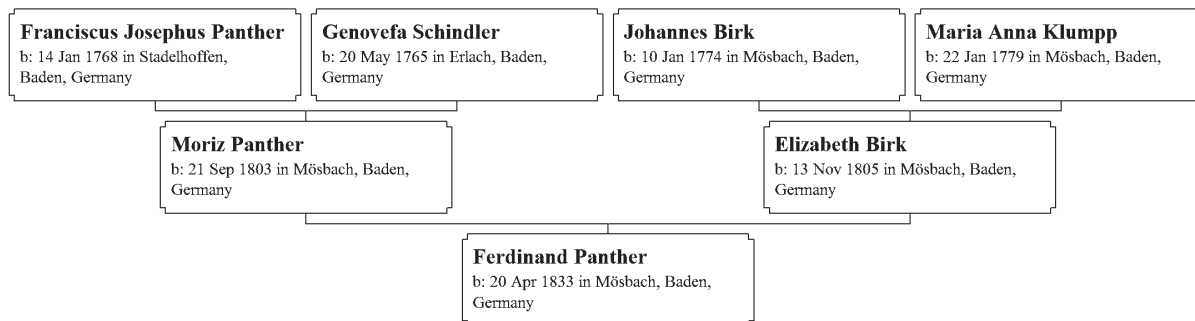 Franciscus Josephus Panther
b: 14 Jan 1768 in Stadelhoffen,
Baden, Germany
Genovefa Schindler
b: 20 May 1765 in Erlach, Baden,
Germany
Johannes Birk
b: 10 Jan 1774 in Mösbach, Baden,
Germany
Maria Anna Klumpp
b: 22 Jan 1779 in Mösbach, Baden,
Germany
Moriz Panther
b: 21 Sep 1803 in Mösbach, Baden,
Germany
Elizabeth Birk
b: 13 Nov 1805 in Mösbach, Baden,
Germany
Ferdinand Panther
b: 20 Apr 1833 in Mösbach, Baden,
Germany